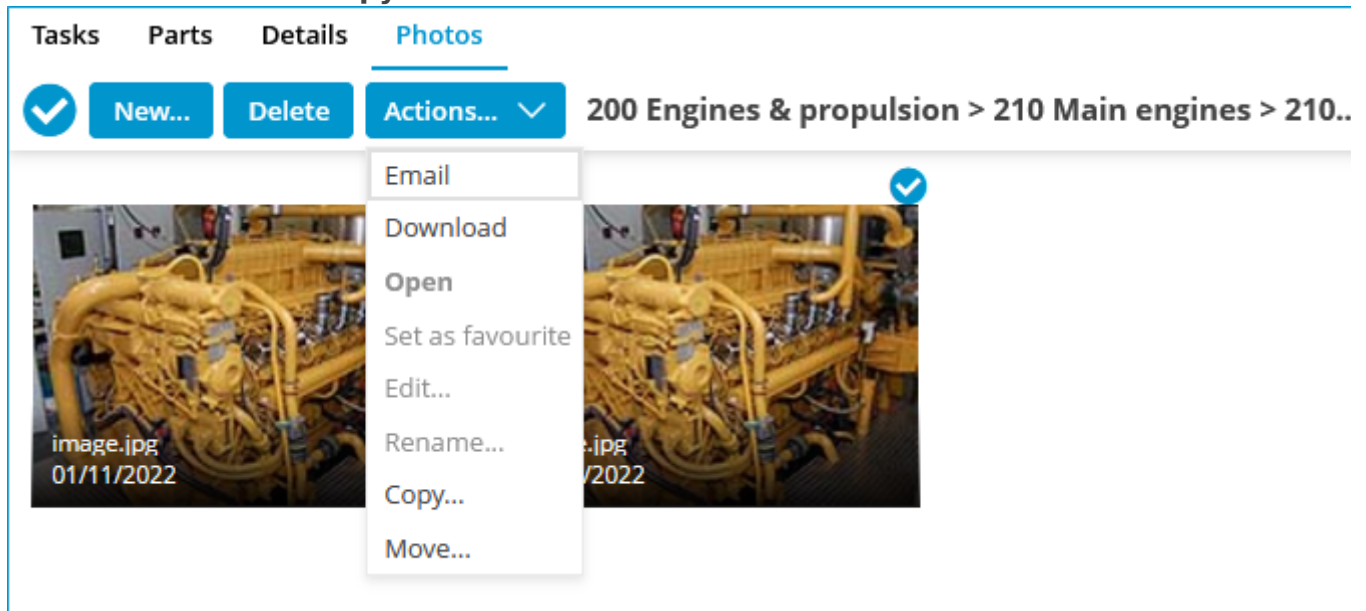 Tasks Parts Details Photos
New... Delete Actions... 200 Engines & propulsion > 210 Main engines > 210..
Email
Download
Open
Set as favourite
Edit...
Rename...
Copy...
Move...
image.jpg
01/11/2022
.jpg
/2022